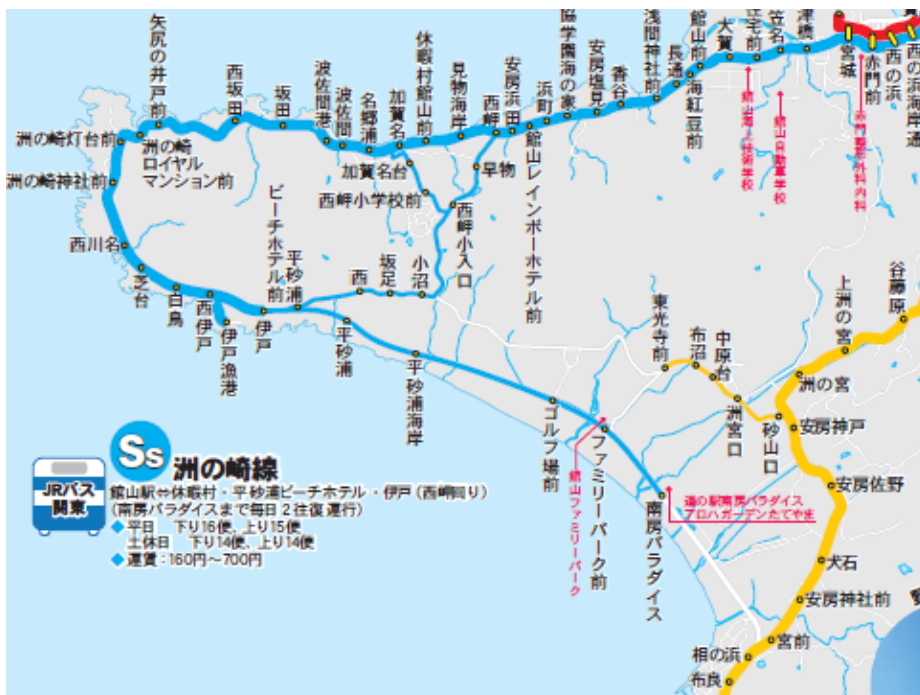 協学園海の家
浅間神社前
館山前
大賀
笠名
宮城
赤門前
西の浜
西の浜海岸通
矢尻の井戸前
西坂田
坂田
波佐間港
波佐間
名郷浦
加賀名
休暇村館山前
見物海岸
西岬
安房浜田
浜町
安房塩見
香谷
長通
海紅豆前
館山海上技術学校
館山自動車学校
赤門整形外科内科
洲の崎灯台前
洲の崎
ロイヤル
マンション前
加賀名台
早物
館山レインボーホテル前
洲の崎神社前
西岬小学校前
西岬小入口
西川名
ビーチホテル前
平砂浦
西
坂足
小沼
芝台
白鳥
西伊戸
伊戸漁港
伊戸
平砂浦
平砂浦海岸
東光寺前
布沼
中原台
上洲の宮
谷藤原
洲の宮
洲宮口
砂山口
安房神戸
ゴルフ場前
ファミリーパーク前
館山ファミリーパーク
南房パラダイス
道の駅南房パラダイス
アロハガーデンたてやま
安房佐野
犬石
安房神社前
宮前
相の浜
布良
JRバス
関東
Ss 洲の崎線
館山駅⇔休暇村・平砂浦ビーチホテル・伊戸(西岬回り)
(南房パラダイスまで毎日2往復運行)
◆平日 下り16便、上り15便
土休日 下り14便、上り14便
◆運賃:160円〜700円